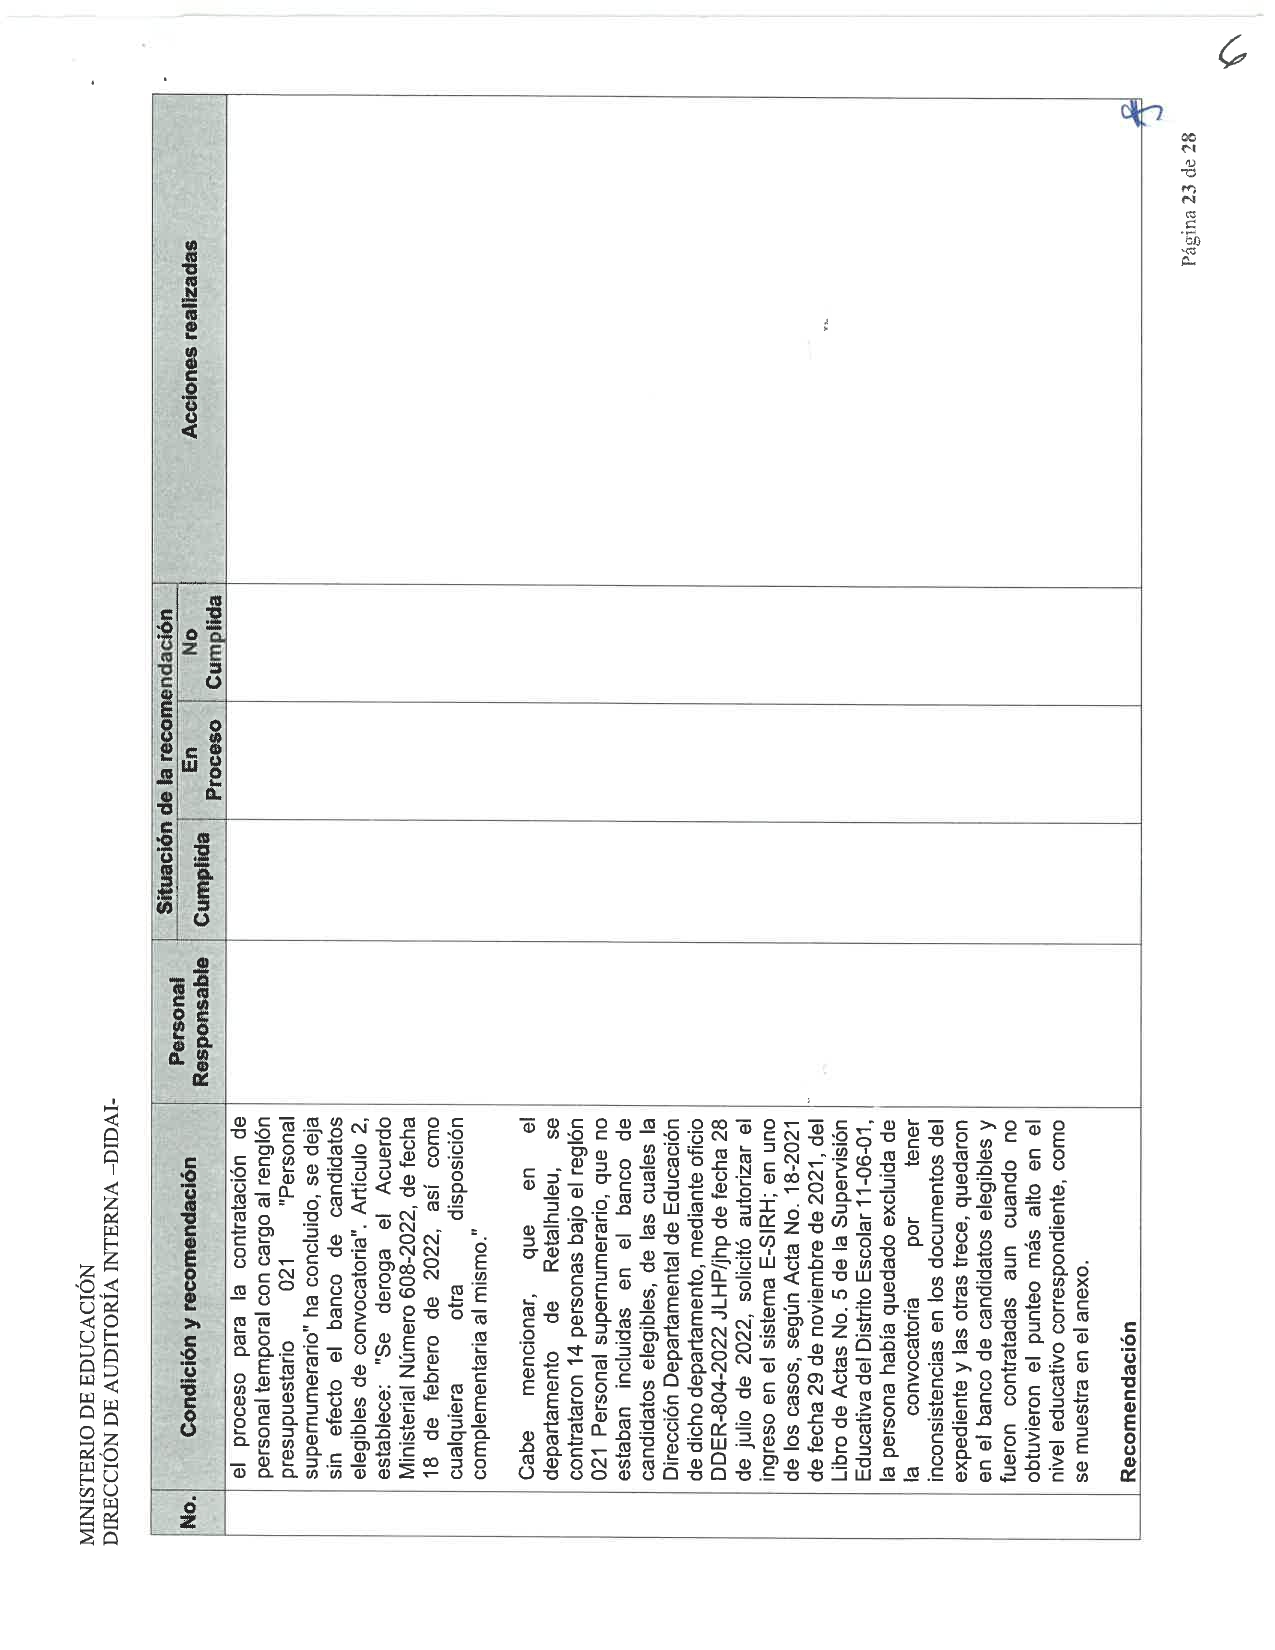 MINISTERIO DE EDUCACIÓN
DIRECCIÓN DE AUDITORÍA INTERNA –DIDAI-
No.
Condición y recomendación
Personal
Responsable
Situación de la recomendación
Cumplida
En
Proceso
No
Cumplida
Acciones realizadas
el proceso para la contratación de
personal temporal con cargo al renglón
presupuestario 021 "Personal
supernumerario" ha concluido, se deja
sin efecto el banco de candidatos
elegibles de convocatoria". Artículo 2,
establece: "Se deroga el Acuerdo
Ministerial Número 608-2022, de fecha
18 de febrero de 2022, así como
cualquiera otra disposición
complementaria al mismo."
Cabe mencionar, que en el
departamento de Retalhuleu, se
contrataron 14 personas bajo el reglón
021 Personal supernumerario, que no
estaban incluidas en el banco de
candidatos elegibles, de las cuales la
Dirección Departamental de Educación
de dicho departamento, mediante oficio
DDER-804-2022 JLHP/jhp de fecha 28
de julio de 2022, solicitó autorizar el
ingreso en el sistema E-SIRH; en uno
de los casos, según Acta No. 18-2021
de fecha 29 de noviembre de 2021, del
Libro de Actas No. 5 de la Supervisión
Educativa del Distrito Escolar 11-06-01,
la persona había quedado excluida de
la convocatoria por tener
inconsistencias en los documentos del
expediente y las otras trece, quedaron
en el banco de candidatos elegibles y
fueron contratadas aun cuando no
obtuvieron el punteo más alto en el
nivel educativo correspondiente, como
se muestra en el anexo.
Recomendación
Página 23 de 28
6